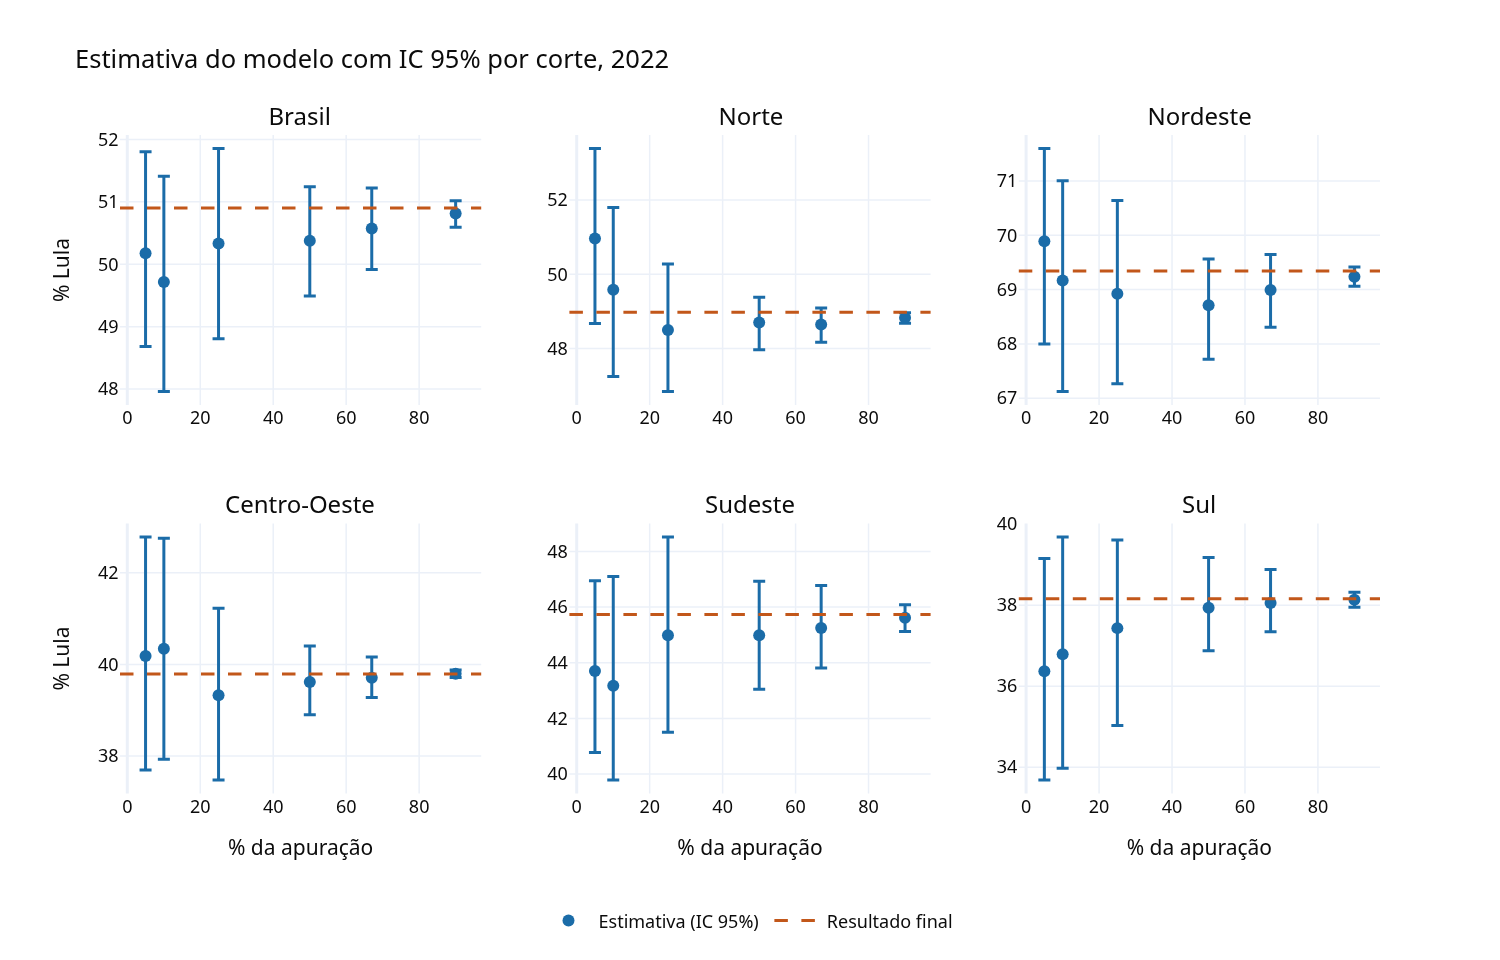 Estimativa do modelo com IC 95% por corte, 2022
Brasil
Norte
Nordeste
% Lula
52
51
50
49
48
0 20 40 60 80
52
50
48
0 20 40 60 80
71
70
69
68
67
0 20 40 60 80
Centro-Oeste
Sudeste
Sul
% Lula
42
40
38
0 20 40 60 80
% da apuração
48
46
44
42
40
0 20 40 60 80
% da apuração
40
38
36
34
0 20 40 60 80
% da apuração
Estimativa (IC 95%)
Resultado final